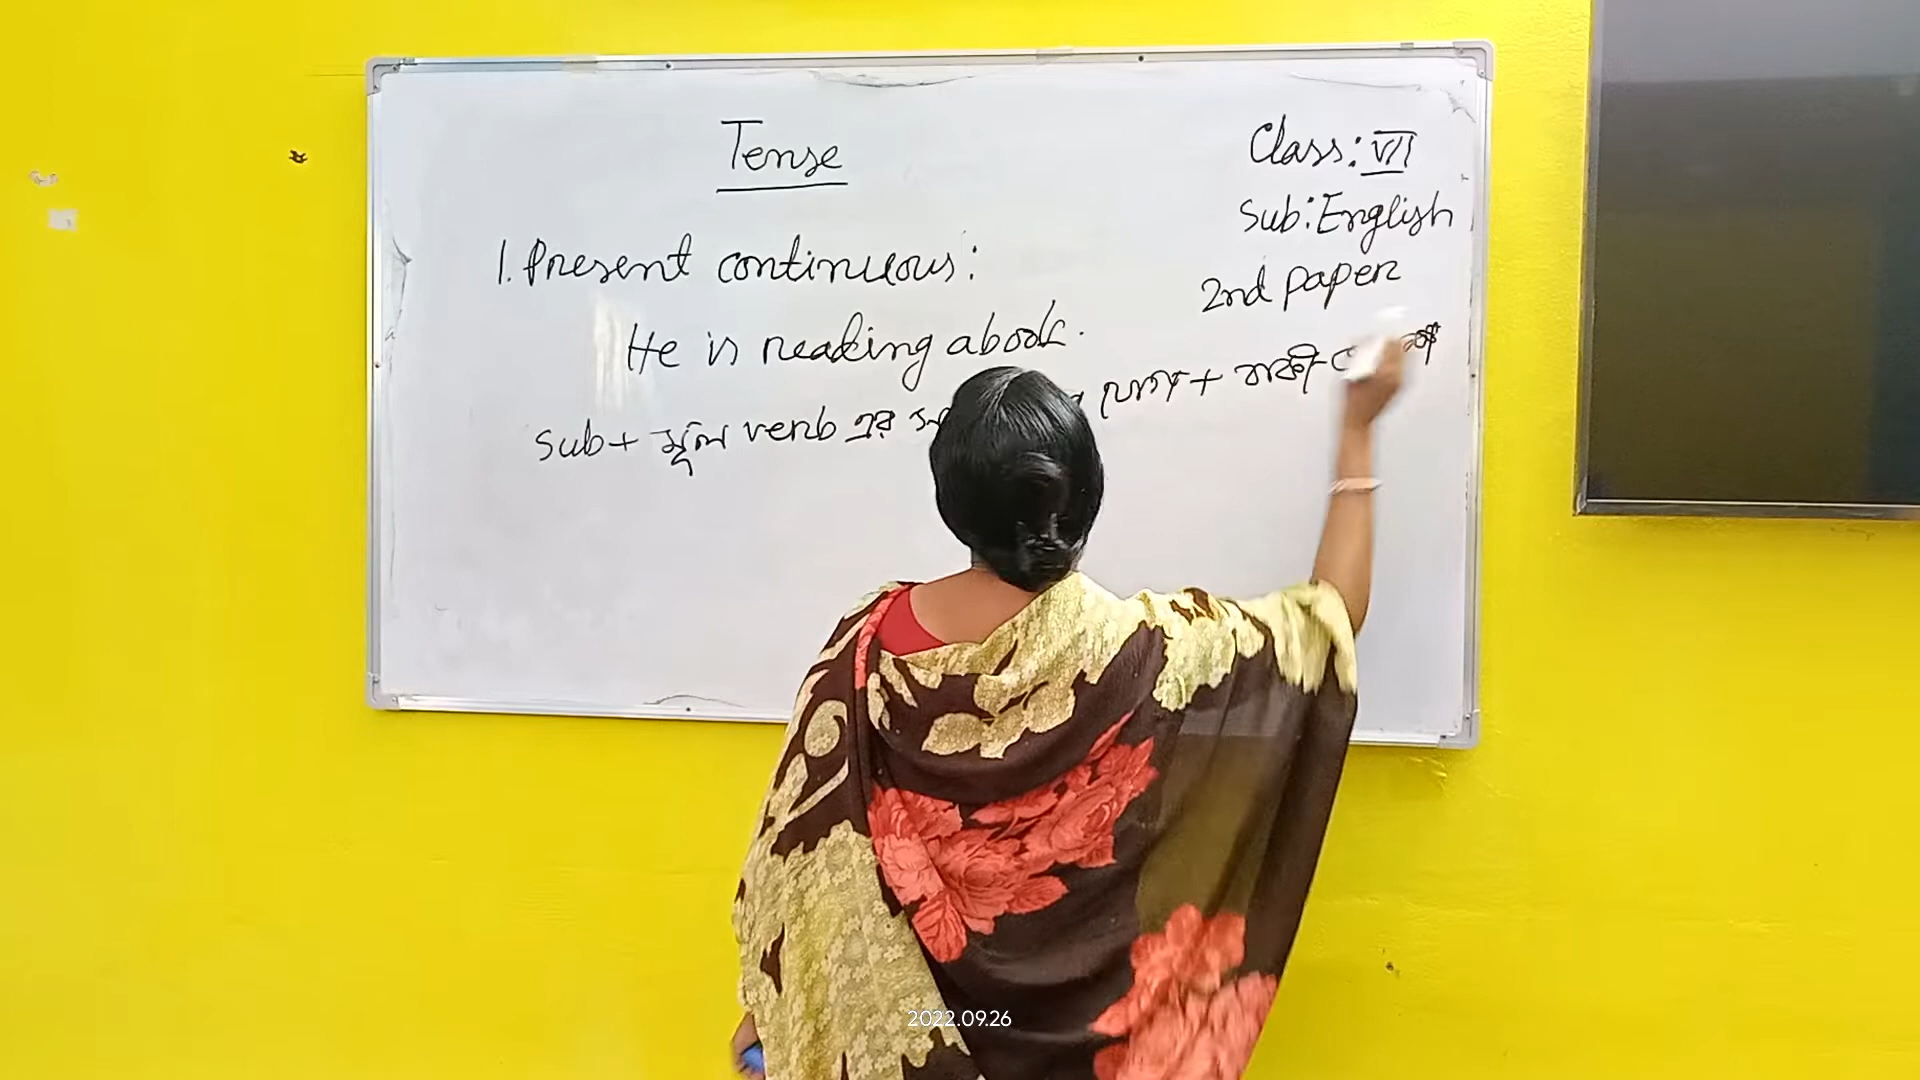 Tense
Class: VII
Sub: English
2nd paper
1. Present continuous:
He is reading a book.
Sub + মূল verb এর যোগ + বাকী
2022.09.26